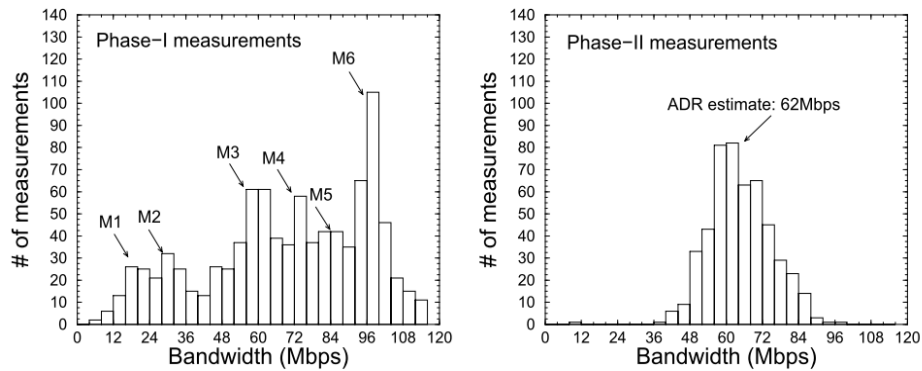 Phase−I measurements
M6
M3
M4
M5
M1
M2
# of measurements
140
130
120
110
100
90
80
70
60
50
40
30
20
10
0
0 12 24 36 48 60 72 84 96 108 120
Bandwidth (Mbps)
Phase−II measurements
ADR estimate: 62Mbps
# of measurements
140
130
120
110
100
90
80
70
60
50
40
30
20
10
0
0 12 24 36 48 60 72 84 96 108 120
Bandwidth (Mbps)